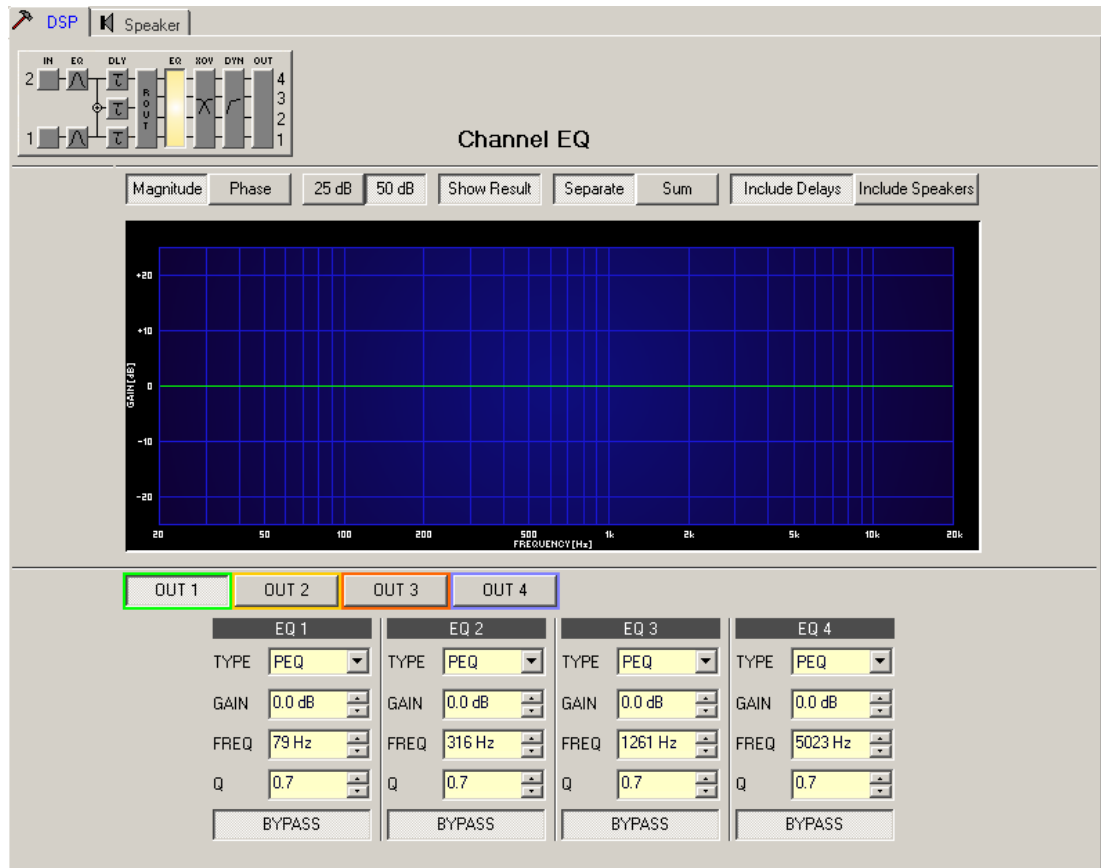 DSP Speaker
IN EQ DLY EQ XOV DYN OUT
2 τ 4
τ ROUT 3
2
1 τ 1
Channel EQ
Magnitude Phase 25 dB 50 dB Show Result Separate Sum Include Delays Include Speakers
+20
+10
GAIN[dB] 0
-10
-20
20 50 100 200 500 1k 2k 5k 10k 20k
FREQUENCY[Hz]
OUT 1 OUT 2 OUT 3 OUT 4
EQ 1 EQ 2 EQ 3 EQ 4
TYPE PEQ TYPE PEQ TYPE PEQ TYPE PEQ
GAIN 0.0 dB GAIN 0.0 dB GAIN 0.0 dB GAIN 0.0 dB
FREQ 79 Hz FREQ 316 Hz FREQ 1261 Hz FREQ 5023 Hz
Q 0.7 Q 0.7 Q 0.7 Q 0.7
BYPASS BYPASS BYPASS BYPASS